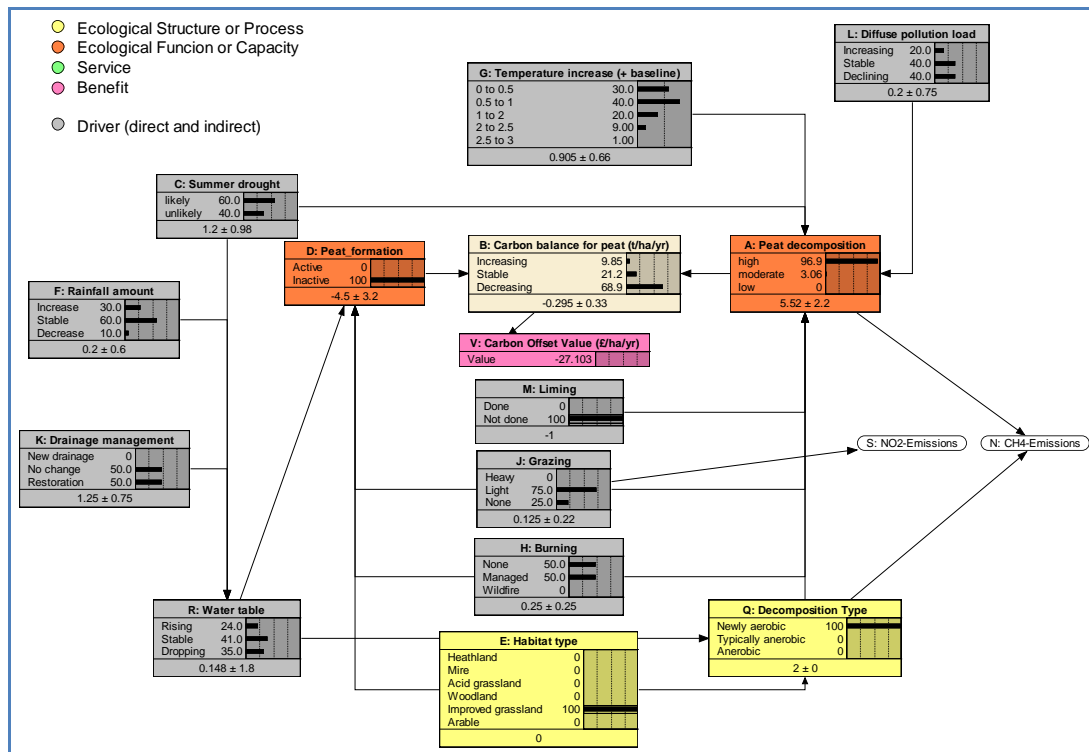 Ecological Structure or Process
Ecological Funcion or Capacity
Service
Benefit
Driver (direct and indirect)
L: Diffuse pollution load
Increasing 20.0
Stable 40.0
Declining 40.0
0.2 ± 0.75
G: Temperature increase (+ baseline)
0 to 0.5 30.0
0.5 to 1 40.0
1 to 2 20.0
2 to 2.5 9.00
2.5 to 3 1.00
0.905 ± 0.66
C: Summer drought
likely 60.0
unlikely 40.0
1.2 ± 0.98
D: Peat_formation
Active 0
Inactive 100
-4.5 ± 3.2
B: Carbon balance for peat (t/ha/yr)
Increasing 9.85
Stable 21.2
Decreasing 68.9
-0.295 ± 0.33
A: Peat decomposition
high 96.9
moderate 3.06
low 0
5.52 ± 2.2
F: Rainfall amount
Increase 30.0
Stable 60.0
Decrease 10.0
0.2 ± 0.6
V: Carbon Offset Value (£/ha/yr)
Value -27.103
M: Liming
Done 0
Not done 100
-1
K: Drainage management
New drainage 0
No change 50.0
Restoration 50.0
1.25 ± 0.75
J: Grazing
Heavy 0
Light 75.0
None 25.0
0.125 ± 0.22
S: NO2-Emissions
N: CH4-Emissions
H: Burning
None 50.0
Managed 50.0
Wildfire 0
0.25 ± 0.25
R: Water table
Rising 24.0
Stable 41.0
Dropping 35.0
0.148 ± 1.8
E: Habitat type
Heathland 0
Mire 0
Acid grassland 0
Woodland 0
Improved grassland 100
Arable 0
0
Q: Decomposition Type
Newly aerobic 100
Typically anerobic 0
Anerobic 0
2 ± 0